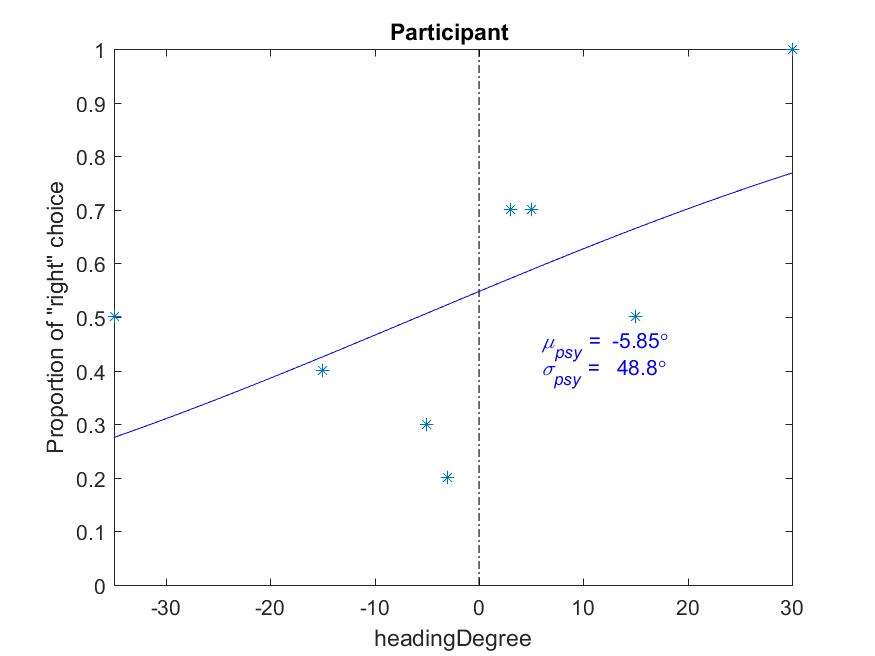 Participant
1
0.9
0.8
0.7
0.6
0.5
0.4
0.3
0.2
0.1
0
Proportion of "right" choice
μpsy = -5.85°
σpsy = 48.8°
-30 -20 -10 0 10 20 30
headingDegree